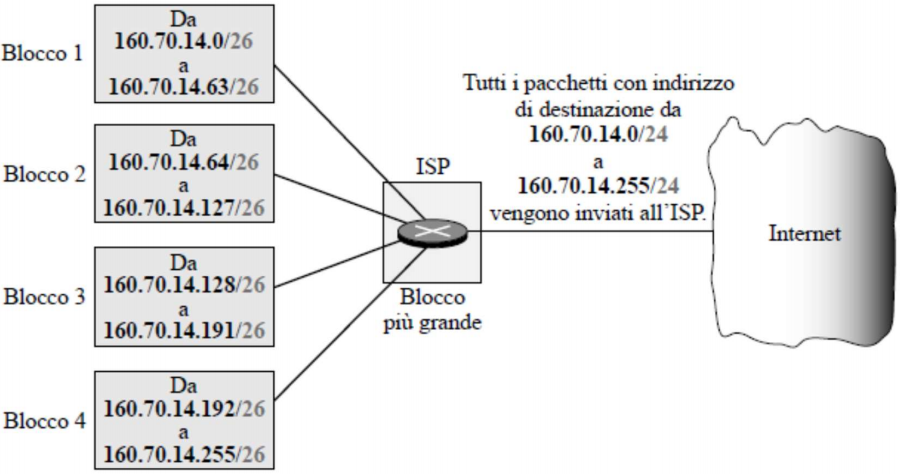 Blocco 1
Da
160.70.14.0/26
a
160.70.14.63/26
Blocco 2
Da
160.70.14.64/26
a
160.70.14.127/26
Blocco 3
Da
160.70.14.128/26
a
160.70.14.191/26
Blocco 4
Da
160.70.14.192/26
a
160.70.14.255/26
ISP
Blocco
più grande
Tutti i pacchetti con indirizzo
di destinazione da
160.70.14.0/24
a
160.70.14.255/24
vengono inviati all’ISP.
Internet